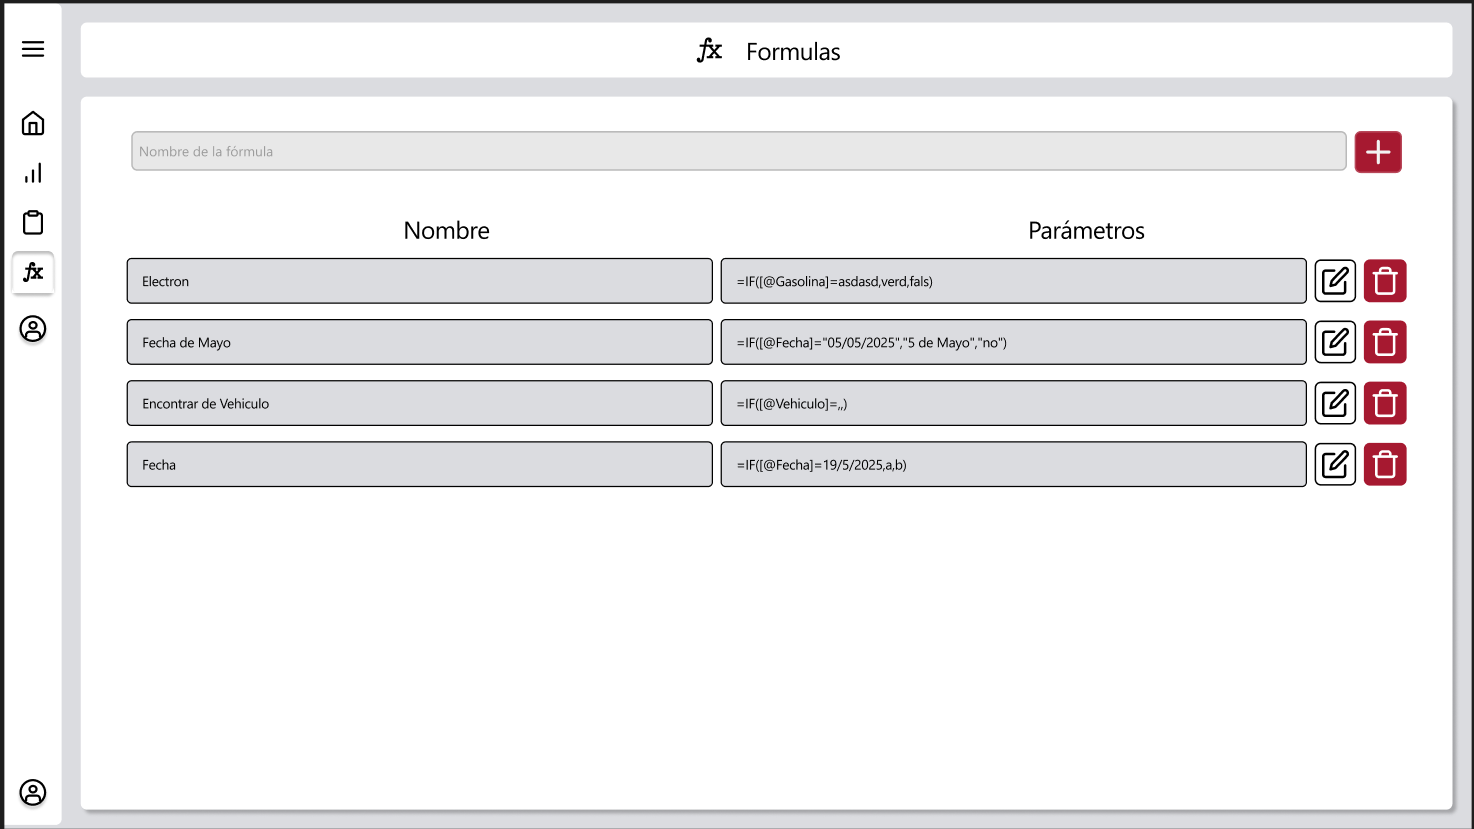 fx Formulas
Nombre de la fórmula
Nombre Parámetros
Electron =IF([@Gasolina]=asdasd,verd,fals)
Fecha de Mayo =IF([@Fecha]="05/05/2025","5 de Mayo","no")
Encontrar de Vehiculo =IF([@Vehiculo]=,,)
fx
Fecha =IF([@Fecha]=19/5/2025,a,b)